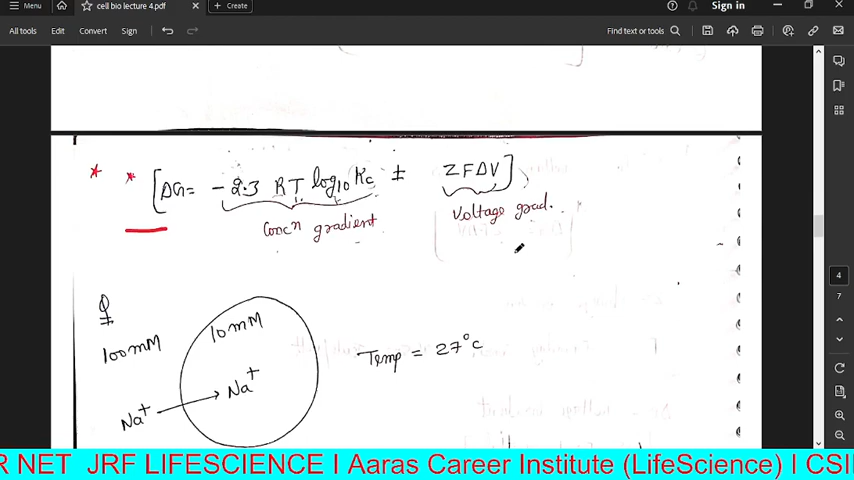 Menu
cell bio lecture 4.pdf
Create
Sign in
All tools Edit Convert Sign
Find text or tools
* * [ΔG = -2.3 RT log10 Kc ± ZFΔV]
Concn gradient
Voltage grad.
Q
100mM
10mM
Temp = 27°C
Na+ → Na+
4
7
R NET JRF LIFESCIENCE I Aaras Career Institute (LifeScience) I CSI